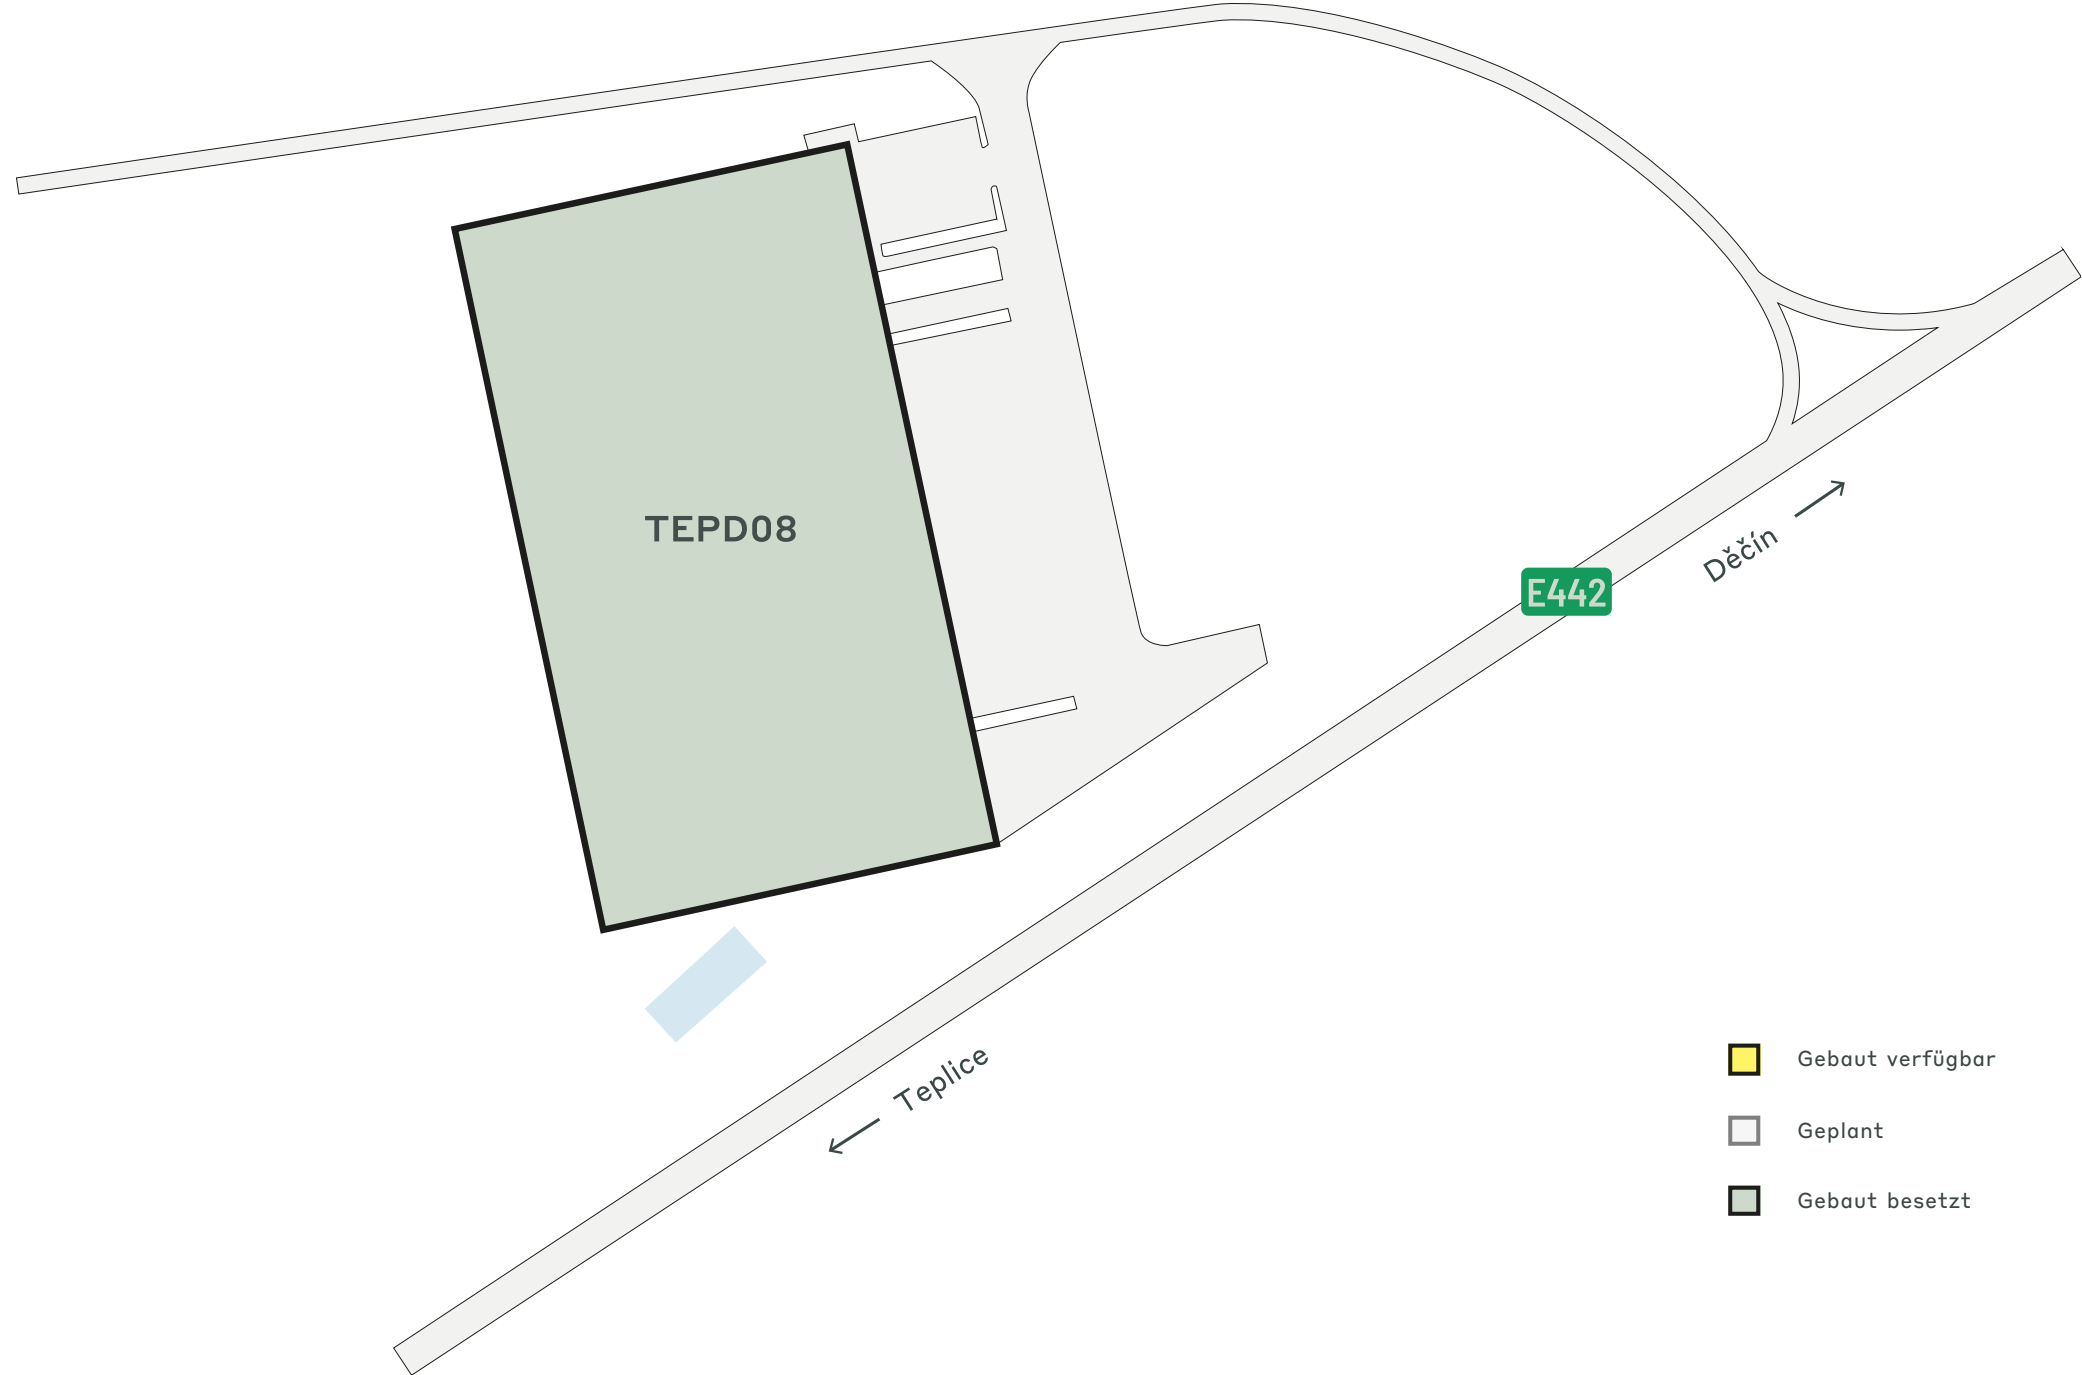 TEPD08
Děčín
E442
Teplice
Gebaut verfügbar
Geplant
Gebaut besetzt